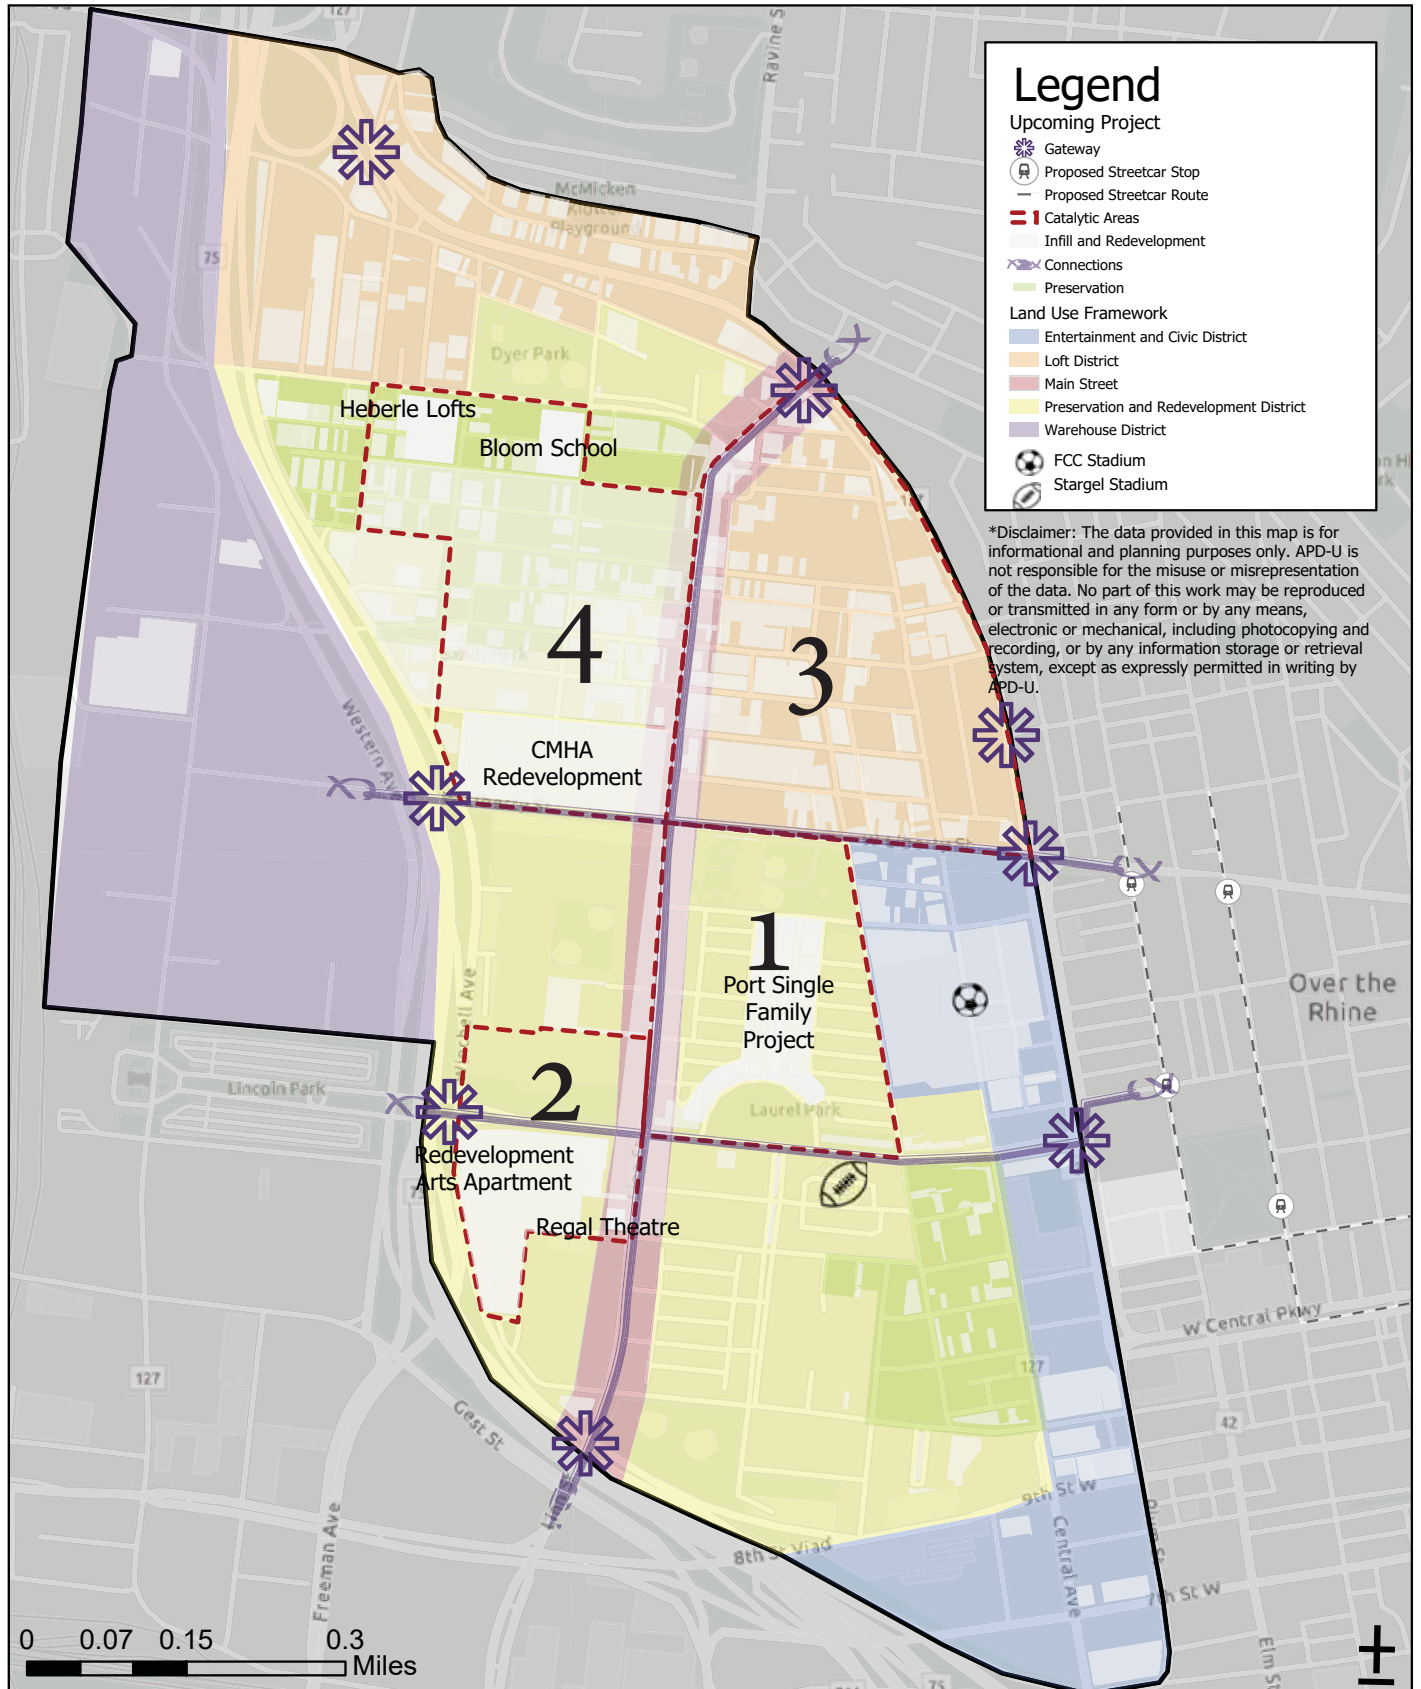 127
Ravine S
Legend
Upcoming Project
Gateway
Proposed Streetcar Stop
Proposed Streetcar Route
Catalytic Areas
Infill and Redevelopment
Connections
Preservation
Land Use Framework
Entertainment and Civic District
Loft District
Main Street
Preservation and Redevelopment District
Warehouse District
FCC Stadium
Stargel Stadium
*Disclaimer: The data provided in this map is for
informational and planning purposes only. APD-U is
not responsible for the misuse or misrepresentation
of the data. No part of this work may be reproduced
or transmitted in any form or by any means,
electronic or mechanical, including photocopying and
recording, or by any information storage or retrieval
system, except as expressly permitted in writing by
APD-U.
McMicken
Playground
75
Dyer Park
Heberle Lofts
Bloom School
4
3
Western Av
CMHA
Redevelopment
1
Port Single
Family
Project
Over the
Rhine
Winchell Ave
2
Lincoln Park
Laurel Park
Redevelopment
Arts Apartment
Regal Theatre
W Central Pkwy
127
127
42
Gest St
Linn St
9th St W
8th St Viad
Central Ave
7th St W
Freeman Ave
Elm St
0 0.07 0.15 0.3
Miles
75